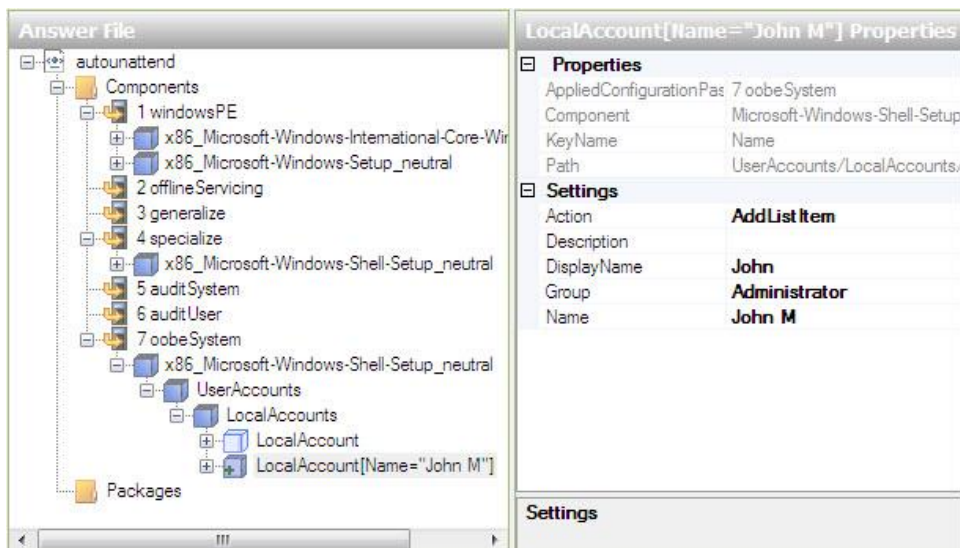 Answer File
autounattend
Components
1 windowsPE
x86_Microsoft-Windows-International-Core-Wir
x86_Microsoft-Windows-Setup_neutral
2 offlineServicing
3 generalize
4 specialize
x86_Microsoft-Windows-Shell-Setup_neutral
5 auditSystem
6 auditUser
7 oobeSystem
x86_Microsoft-Windows-Shell-Setup_neutral
UserAccounts
LocalAccounts
LocalAccount
LocalAccount[Name="John M"]
Packages
LocalAccount[Name="John M"] Properties
Properties
AppliedConfigurationPas 7 oobeSystem
Component Microsoft-Windows-Shell-Setup
KeyName Name
Path UserAccounts/LocalAccounts/
Settings
Action AddListItem
Description
DisplayName John
Group Administrator
Name John M
Settings